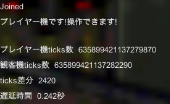 Joined
プレイヤー機です!操作できます!
プレイヤー機ticks数 635899421137279870
観客機ticks数 635899421137282290
ticks差分 2420
遅延時間 0.242秒